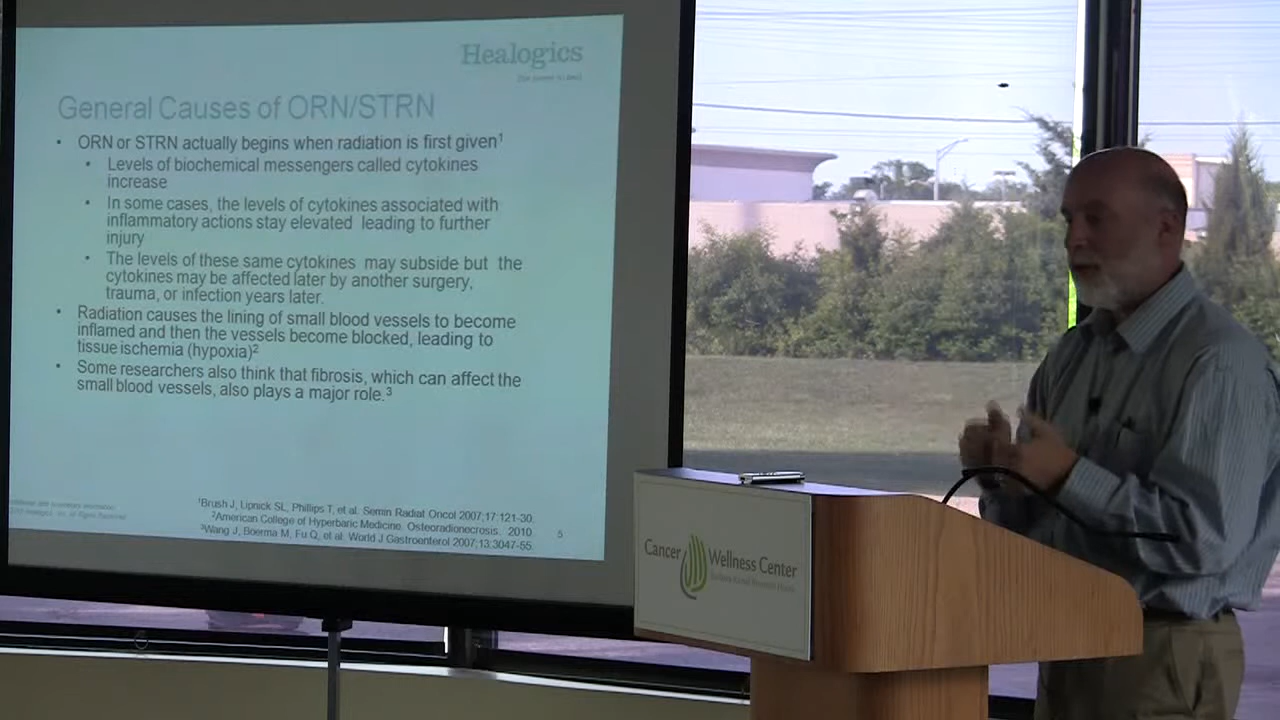 Healogics
General Causes of ORN/STRN
• ORN or STRN actually begins when radiation is first given¹
• Levels of biochemical messengers called cytokines
increase
• In some cases, the levels of cytokines associated with
inflammatory actions stay elevated leading to further
injury
• The levels of these same cytokines may subside but the
cytokines may be affected later by another surgery,
trauma, or infection years later.
• Radiation causes the lining of small blood vessels to become
inflamed and then the vessels become blocked, leading to
tissue ischemia (hypoxia)²
• Some researchers also think that fibrosis, which can affect the
small blood vessels, also plays a major role.³
¹Brush J, Lipnick SL, Phillips T, et al. Semin Radiat Oncol 2007;17:121-30.
²American College of Hyperbaric Medicine. Osteoradionecrosis. 2010
³Wang J, Boerma M, Fu Q, et al. World J Gastroenterol 2007;13:3047-55.
5
Cancer Wellness Center